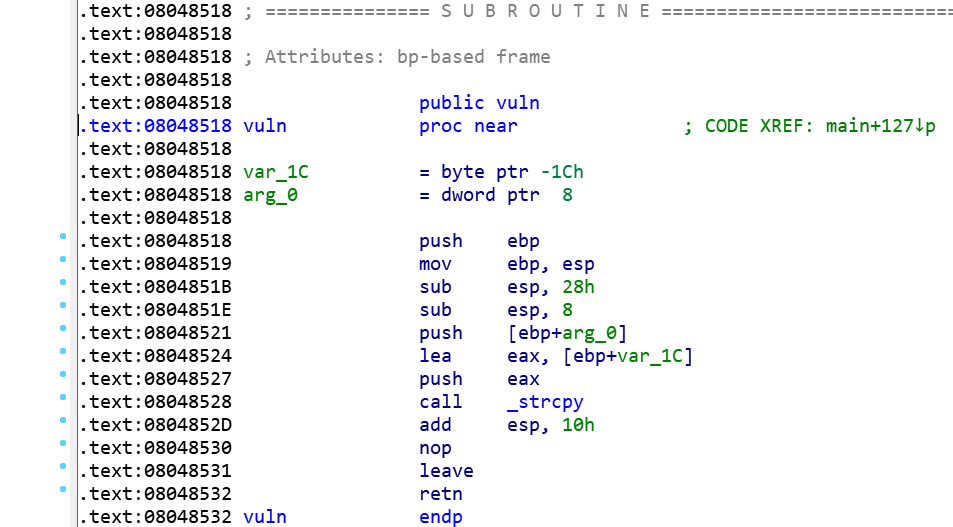 .text:08048518 ; =============== S U B R O U T I N E ===========================
.text:08048518
.text:08048518 ; Attributes: bp-based frame
.text:08048518
.text:08048518 public vuln
.text:08048518 vuln proc near ; CODE XREF: main+127↓p
.text:08048518
.text:08048518 var_1C = byte ptr -1Ch
.text:08048518 arg_0 = dword ptr 8
.text:08048518
.text:08048518 push ebp
.text:08048519 mov ebp, esp
.text:0804851B sub esp, 28h
.text:0804851E sub esp, 8
.text:08048521 push [ebp+arg_0]
.text:08048524 lea eax, [ebp+var_1C]
.text:08048527 push eax
.text:08048528 call _strcpy
.text:0804852D add esp, 10h
.text:08048530 nop
.text:08048531 leave
.text:08048532 retn
.text:08048532 vuln endp